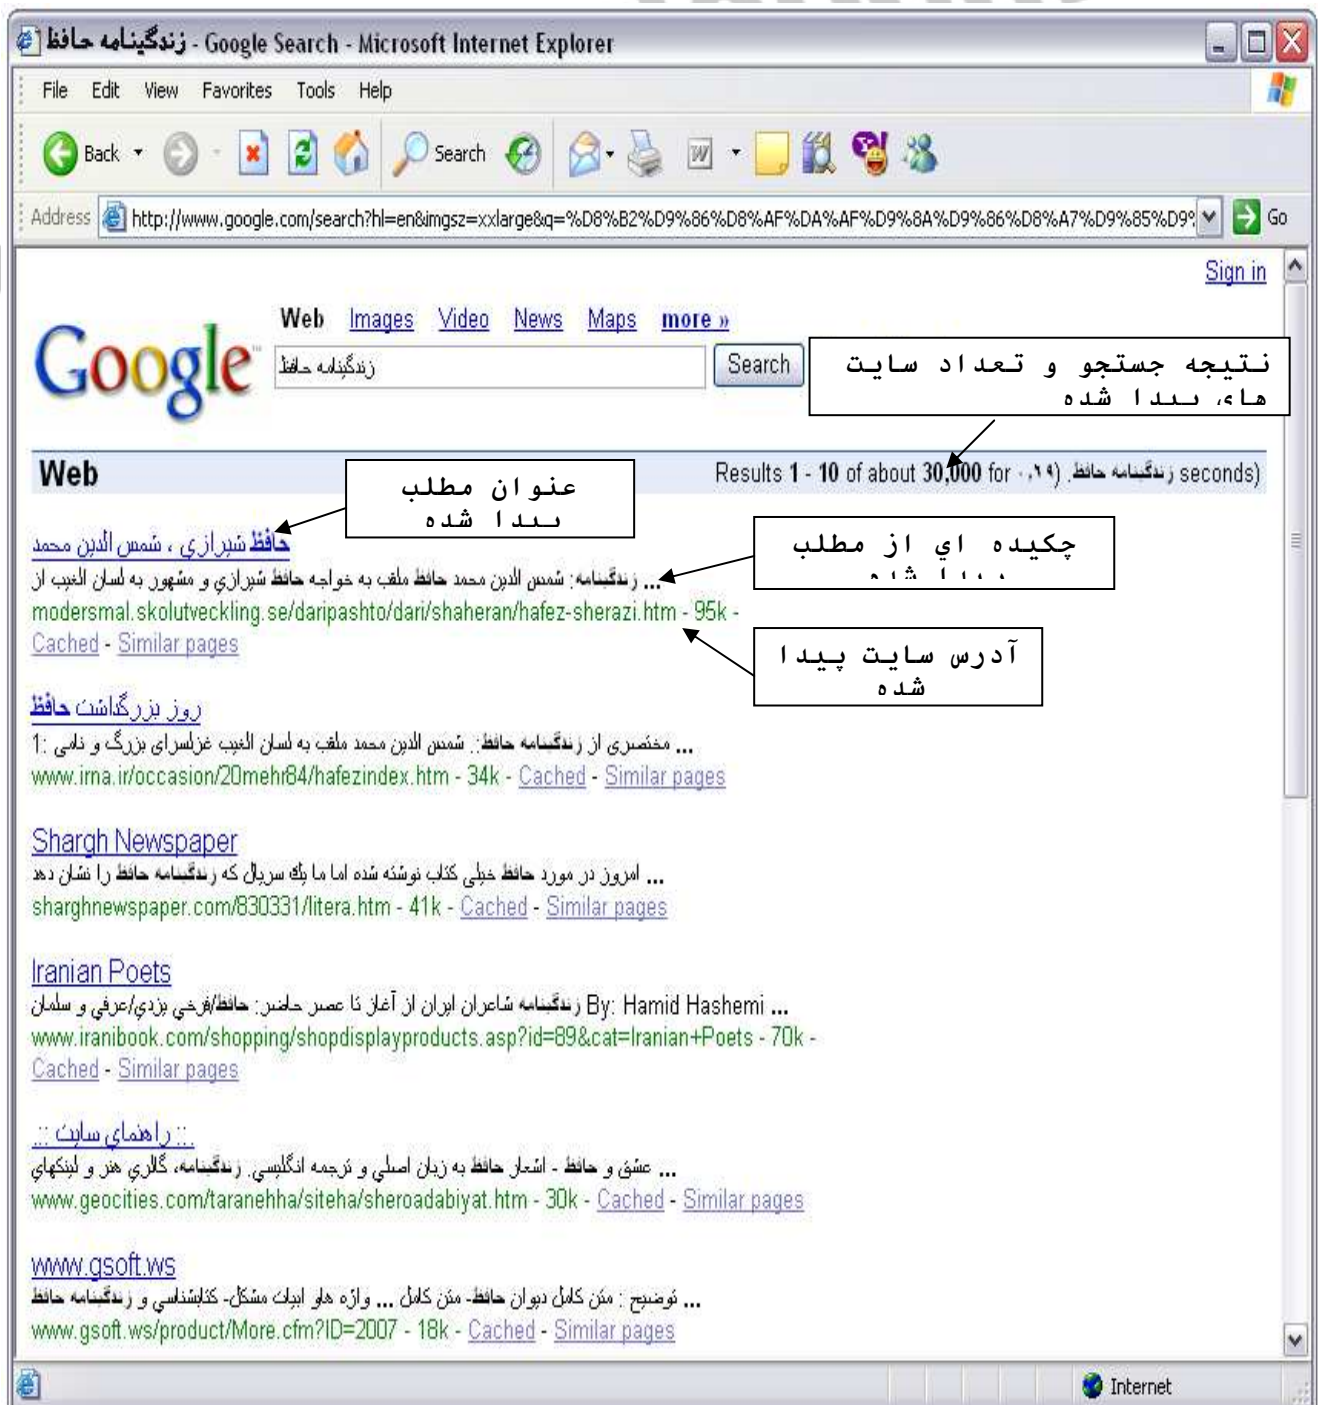 زندگینامه حافظ - Google Search - Microsoft Internet Explorer
File Edit View Favorites Tools Help
Back Search
Address http://www.google.com/search?hl=en&imgsz=xxlarge&q=%D8%B2%D9%86%D8%AF%DA%AF%D9%8A%D9%86%D8%A7%D9%85%D9% Go
Sign in
Web Images Video News Maps more »
Google
زندگینامه حافظ Search
نتیجه جستجو و تعداد سایت
های پیدا شده
Web Results 1 - 10 of about 30,000 for زندگینامه حافظ. (۰,۲۹ seconds)
عنوان مطلب
پیدا شده
حافظ شیرازي ، شمس الدین محمد
چکیده اي از مطلب
پیدا شده
... زندگینامه: شمس الدین محمد حافظ ملقب به خواجه حافظ شیرازي و مشهور به لسان الغیب از
modersmal.skolutveckling.se/daripashto/dari/shaheran/hafez-sherazi.htm - 95k -
Cached - Similar pages
آدرس سایت پیدا
شده
روز بزرگداشت حافظ
... مختصری از زندگینامه حافظ:. شمس الدین محمد ملقب به لسان الغیب غزلسرای بزرگ و نامی :1
www.irna.ir/occasion/20mehr84/hafezindex.htm - 34k - Cached - Similar pages
Shargh Newspaper
... امروز در مورد حافظ خیلی کتاب نوشته شده اما ما یك سریال که زندگینامه حافظ را نشان دهد
sharghnewspaper.com/830331/litera.htm - 41k - Cached - Similar pages
Iranian Poets
... By: Hamid Hashemi زندگینامه شاعران ایران از آغاز تا عصر حاضر: حافظ/فرخي یزدي/عرفي و سلمان
www.iranibook.com/shopping/shopdisplayproducts.asp?id=89&cat=Iranian+Poets - 70k -
Cached - Similar pages
.:: راهنمای سایت ::.
... عشق و حافظ - اشعار حافظ به زبان اصلي و ترجمه انگلیسي. زندگینامه، گالري هنر و لینکهاي
www.geocities.com/taranehha/siteha/sheroadabiyat.htm - 30k - Cached - Similar pages
www.gsoft.ws
... توضیح : متن کامل دیوان حافظ- متن کامل ... واژه هاو ابیات مشکل- کتابشناسي و زندگینامه حافظ
www.gsoft.ws/product/More.cfm?ID=2007 - 18k - Cached - Similar pages
Internet